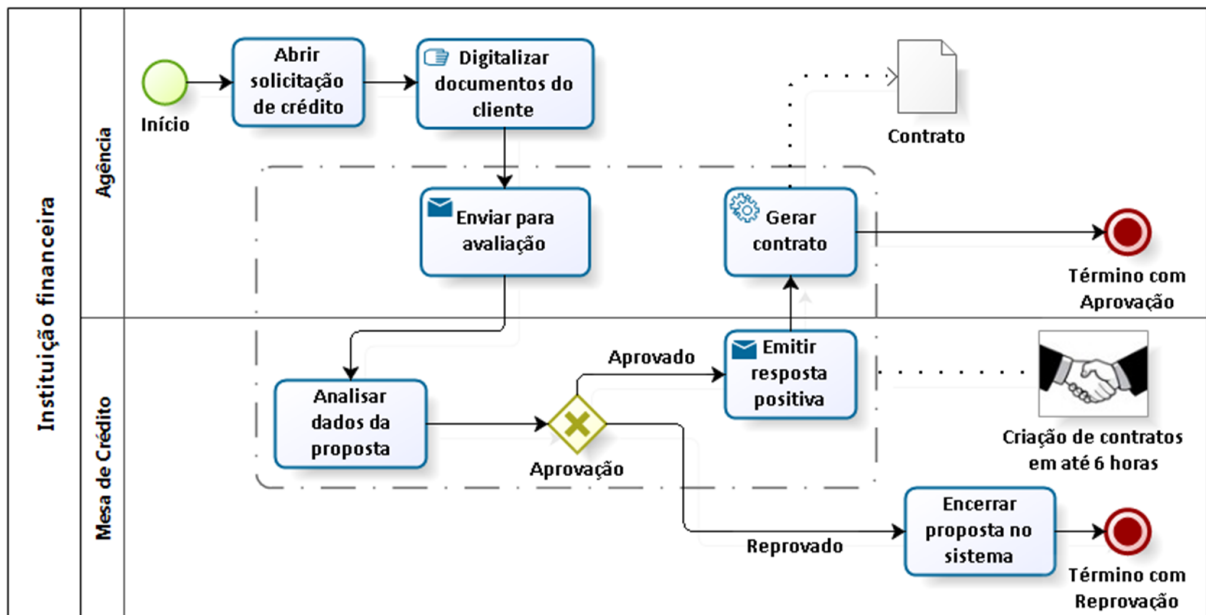 Instituição financeira
Agência
Início
Abrir
solicitação
de crédito
Digitalizar
documentos do
cliente
Contrato
Enviar para
avaliação
Gerar
contrato
Término com
Aprovação
Mesa de Crédito
Analisar
dados da
proposta
Aprovação
Aprovado
Emitir
resposta
positiva
Criação de contratos
em até 6 horas
Reprovado
Encerrar
proposta no
sistema
Término com
Reprovação